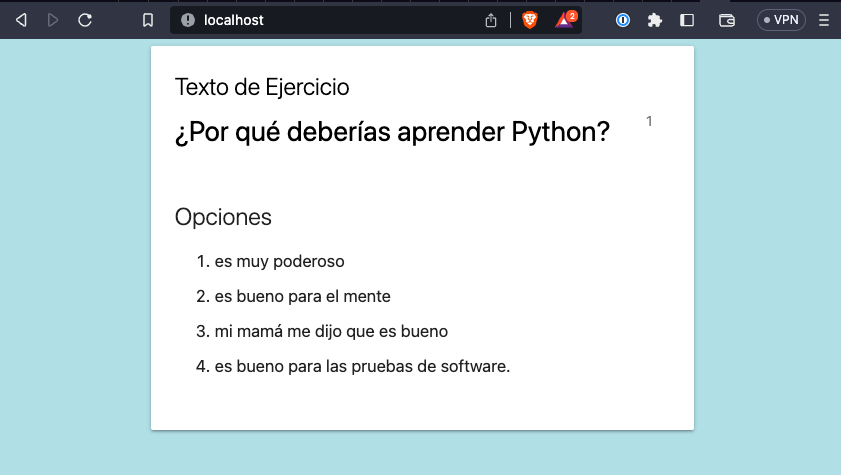 localhost
2
VPN
Texto de Ejercicio
¿Por qué deberías aprender Python?
1
Opciones
1. es muy poderoso
2. es bueno para el mente
3. mi mamá me dijo que es bueno
4. es bueno para las pruebas de software.